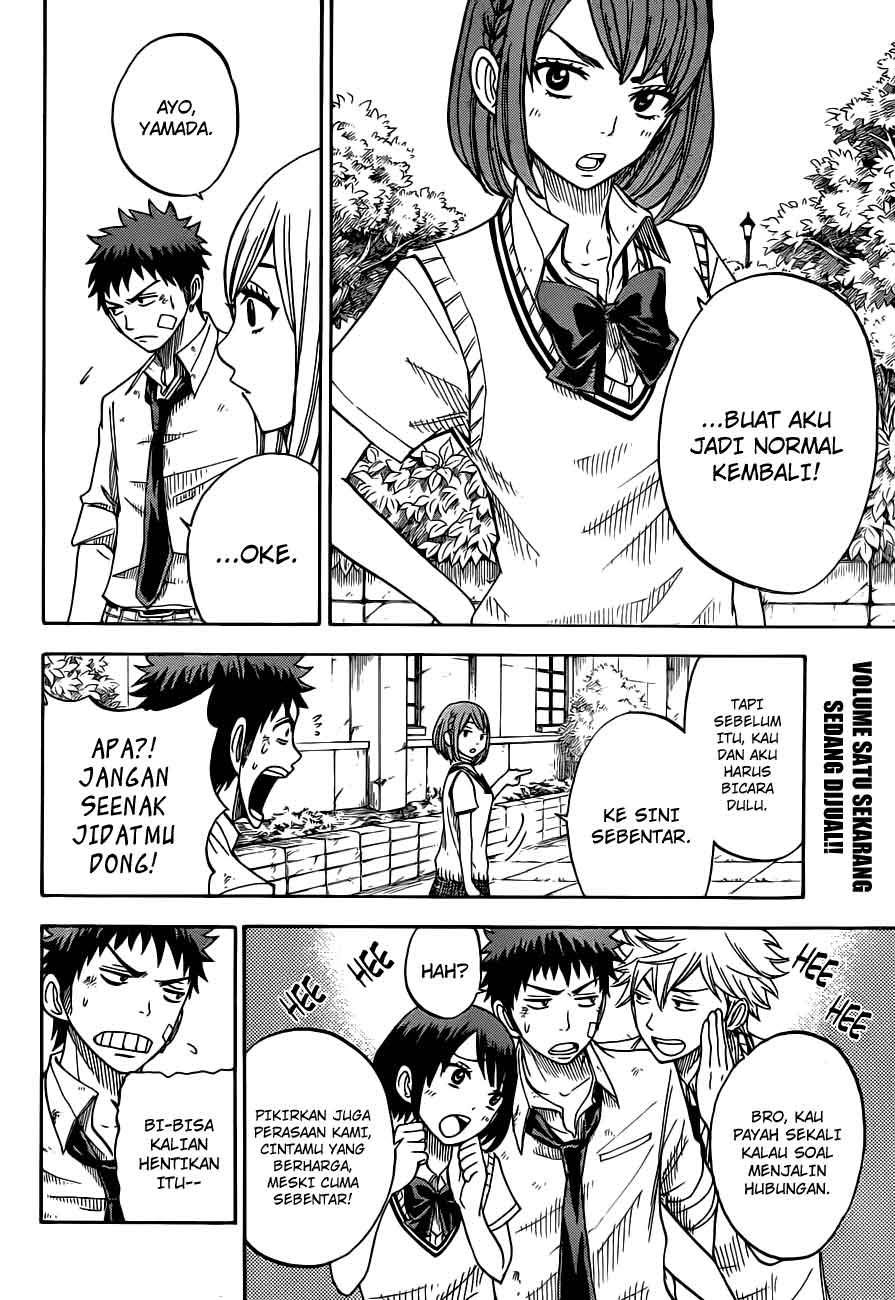 ...BUAT AKU
JADI NORMAL
KEMBALI!
AYO,
YAMADA.
...OKE.
VOLUME SATU SEKARANG
SEDANG DIJUAL!!
TAPI
SEBELUM
ITU, KAU
DAN AKU
HARUS
BICARA
DULU.
KE SINI
SEBENTAR.
APA?!
JANGAN
SEENAK
JIDATMU
DONG!
HEE
HEE
BRO, KAU
PAYAH SEKALI
KALAU SOAL
MENJALIN
HUBUNGAN.
HAH?
HEE
HEE
HEE
PIKIRKAN JUGA
PERASAAN KAMI,
CINTAMU YANG
BERHARGA,
MESKI CUMA
SEBENTAR!
BI-BISA
KALIAN
HENTIKAN
ITU--